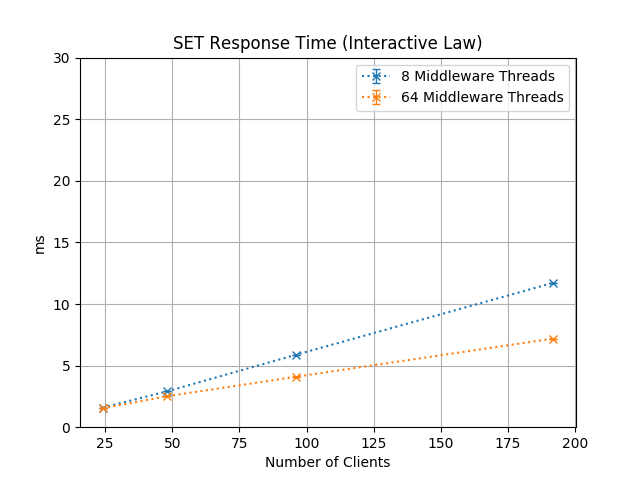 SET Response Time (Interactive Law)
8 Middleware Threads
64 Middleware Threads
ms
30
25
20
15
10
5
0
25 50 75 100 125 150 175 200
Number of Clients